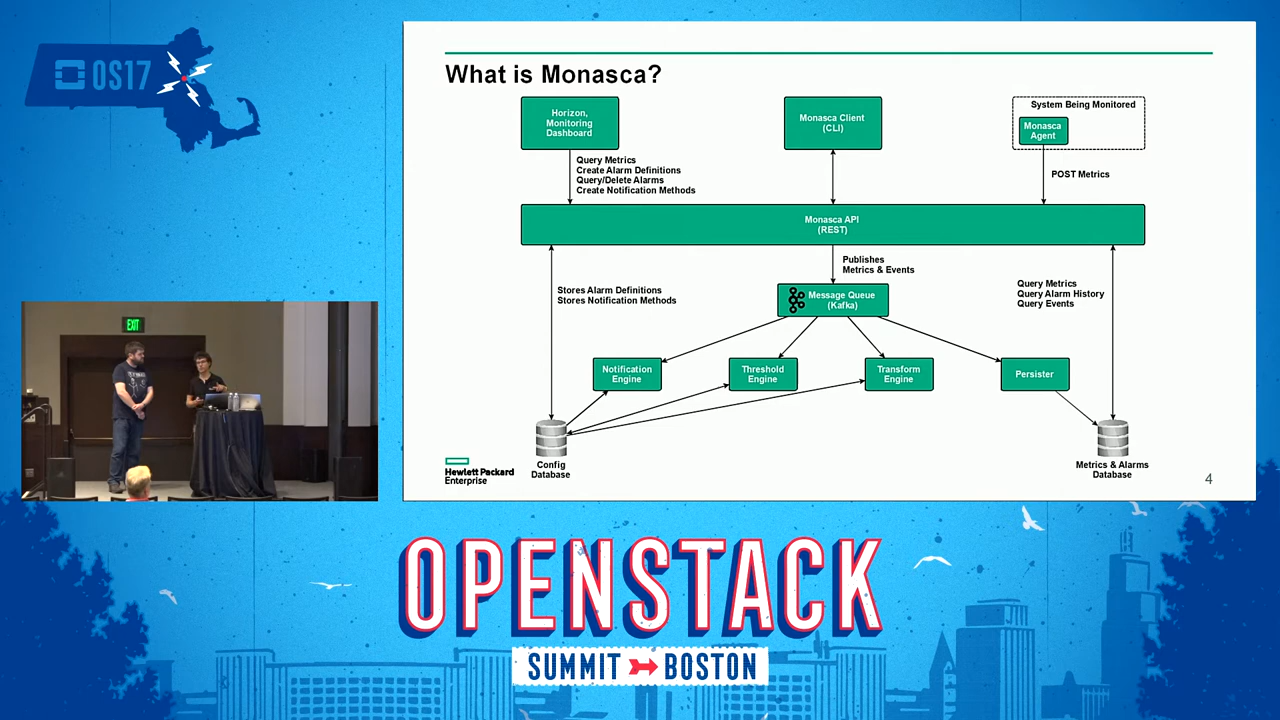 OS17
What is Monasca?
Horizon,
Monitoring
Dashboard
Monasca Client
(CLI)
System Being Monitored
Monasca
Agent
Query Metrics
Create Alarm Definitions
Query/Delete Alarms
Create Notification Methods
POST Metrics
Monasca API
(REST)
Publishes
Metrics & Events
Stores Alarm Definitions
Stores Notification Methods
Query Metrics
Query Alarm History
Query Events
Message Queue
(Kafka)
Notification
Engine
Threshold
Engine
Transform
Engine
Persister
Config
Database
Metrics & Alarms
Database
Hewlett Packard
Enterprise
4
EXIT
OPENSTACK
SUMMIT BOSTON